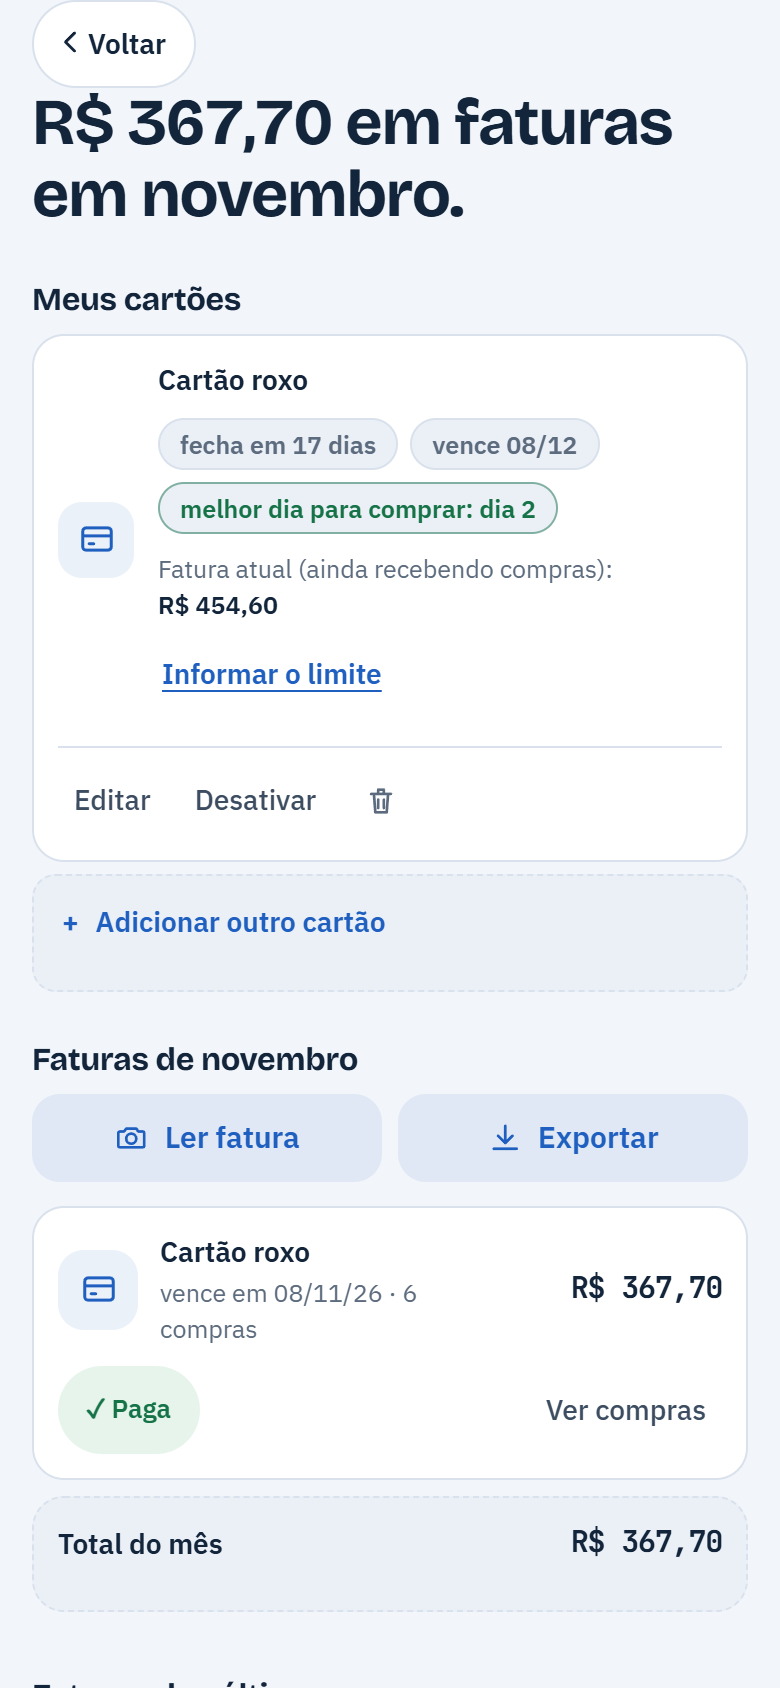 Voltar
R$ 367,70 em faturas
em novembro.
Meus cartões
Cartão roxo
fecha em 17 dias
vence 08/12
melhor dia para comprar: dia 2
Fatura atual (ainda recebendo compras):
R$ 454,60
Informar o limite
Editar
Desativar
+ Adicionar outro cartão
Faturas de novembro
Ler fatura
Exportar
Cartão roxo
vence em 08/11/26 · 6
compras
R$ 367,70
✓ Paga
Ver compras
Total do mês
R$ 367,70